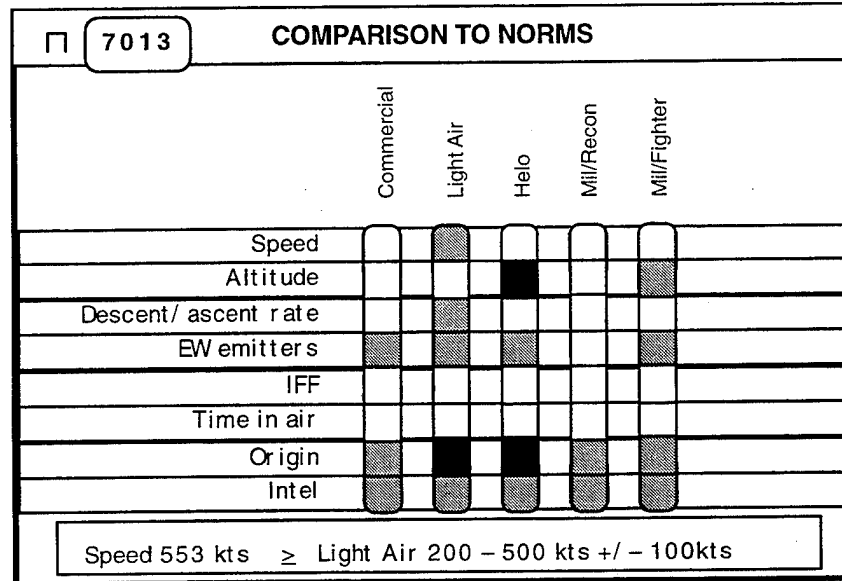 7013 COMPARISON TO NORMS
Commercial
Light Air
Helo
Mil/Recon
Mil/Fighter
Speed
Altitude
Descent/ ascent rate
EW emitters
IFF
Time in air
Origin
Intel
Speed 553 kts ≥ Light Air 200 – 500 kts +/ – 100kts